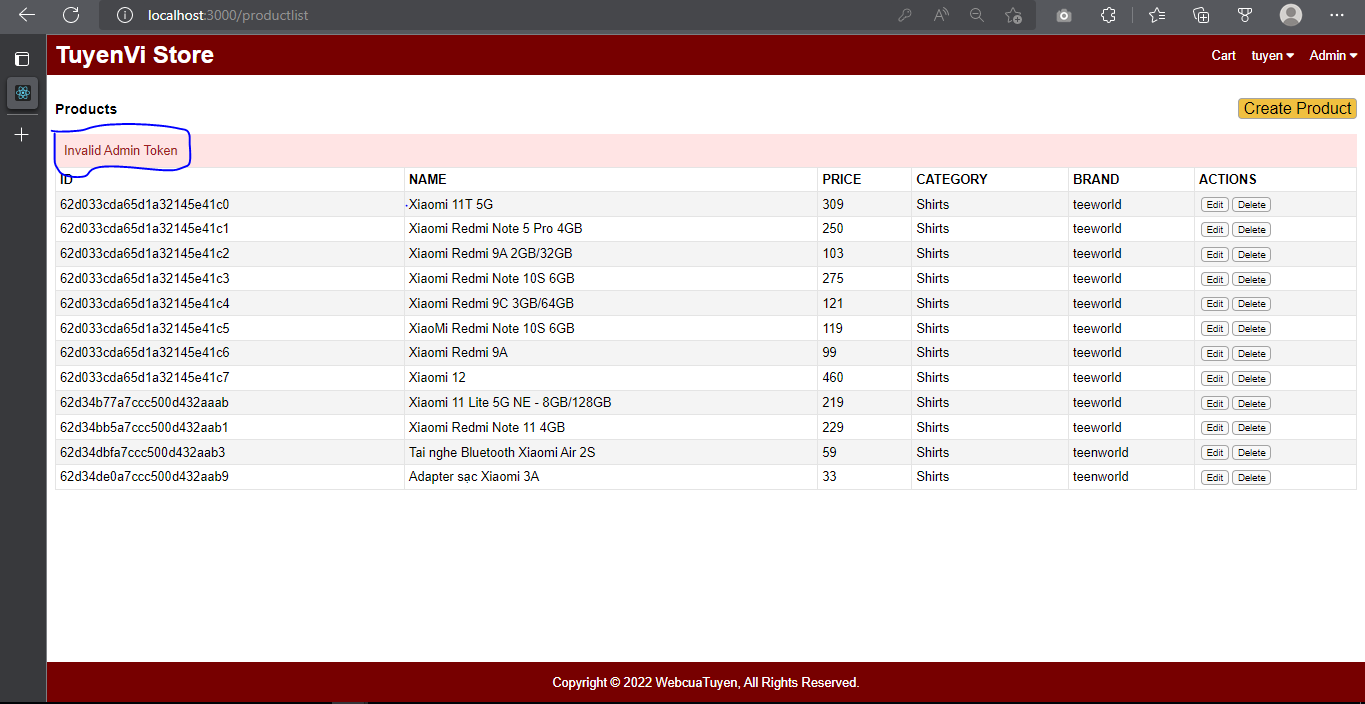 localhost:3000/productlist
TuyenVi Store
Cart tuyen Admin
Products
Create Product
Invalid Admin Token
ID NAME PRICE CATEGORY BRAND ACTIONS
62d033cda65d1a32145e41c0 Xiaomi 11T 5G 309 Shirts teeworld Edit Delete
62d033cda65d1a32145e41c1 Xiaomi Redmi Note 5 Pro 4GB 250 Shirts teeworld Edit Delete
62d033cda65d1a32145e41c2 Xiaomi Redmi 9A 2GB/32GB 103 Shirts teeworld Edit Delete
62d033cda65d1a32145e41c3 Xiaomi Redmi Note 10S 6GB 275 Shirts teeworld Edit Delete
62d033cda65d1a32145e41c4 Xiaomi Redmi 9C 3GB/64GB 121 Shirts teeworld Edit Delete
62d033cda65d1a32145e41c5 XiaoMi Redmi Note 10S 6GB 119 Shirts teeworld Edit Delete
62d033cda65d1a32145e41c6 Xiaomi Redmi 9A 99 Shirts teeworld Edit Delete
62d033cda65d1a32145e41c7 Xiaomi 12 460 Shirts teeworld Edit Delete
62d34b77a7ccc500d432aaab Xiaomi 11 Lite 5G NE - 8GB/128GB 219 Shirts teeworld Edit Delete
62d34bb5a7ccc500d432aab1 Xiaomi Redmi Note 11 4GB 229 Shirts teeworld Edit Delete
62d34dbfa7ccc500d432aab3 Tai nghe Bluetooth Xiaomi Air 2S 59 Shirts teenworld Edit Delete
62d34de0a7ccc500d432aab9 Adapter sạc Xiaomi 3A 33 Shirts teenworld Edit Delete
Copyright © 2022 WebcuaTuyen, All Rights Reserved.